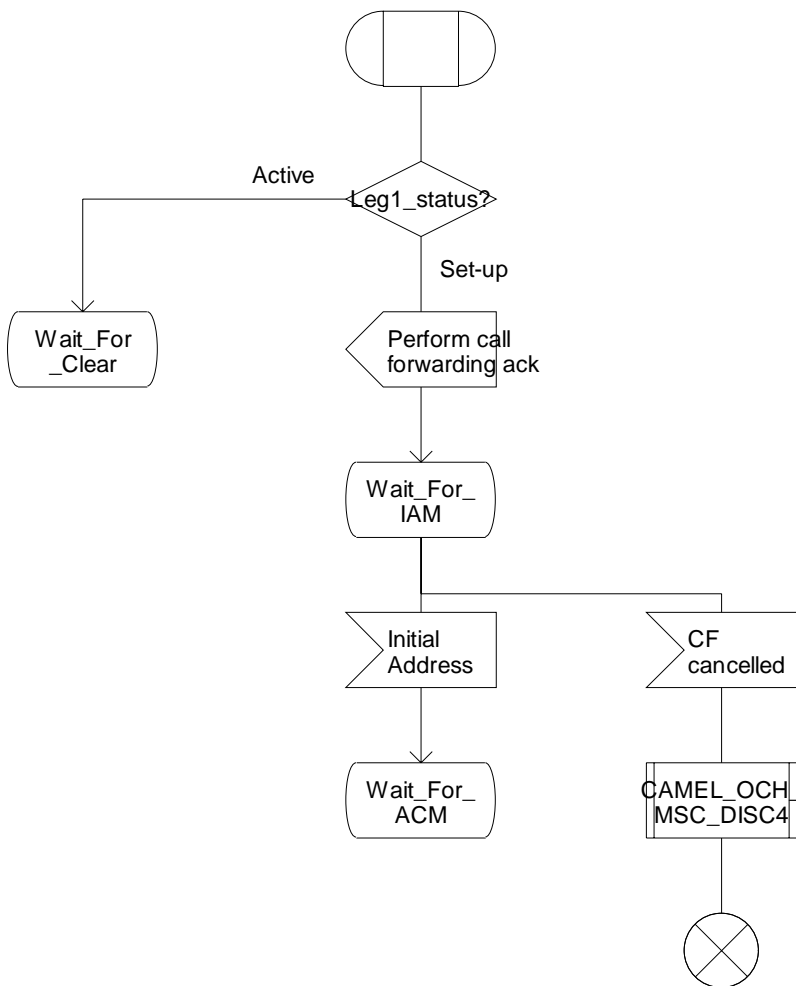 Active
Leg1_status?
Set-up
Wait_For
_Clear
Perform call
forwarding ack
Wait_For_
IAM
Initial
Address
CF
cancelled
Wait_For_
ACM
CAMEL_OCH_
MSC_DISC4